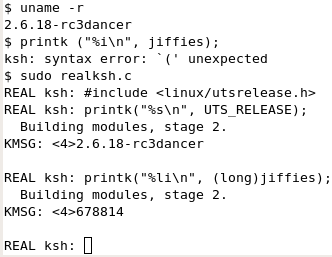 $ uname -r
2.6.18-rc3dancer
$ printk ("%i\n", jiffies);
ksh: syntax error: `(' unexpected
$ sudo realksh.c
REAL ksh: #include <linux/utsrelease.h>
REAL ksh: printk("%s\n", UTS_RELEASE);
  Building modules, stage 2.
KMSG: <4>2.6.18-rc3dancer

REAL ksh: printk("%li\n", (long)jiffies);
  Building modules, stage 2.
KMSG: <4>678814

REAL ksh: